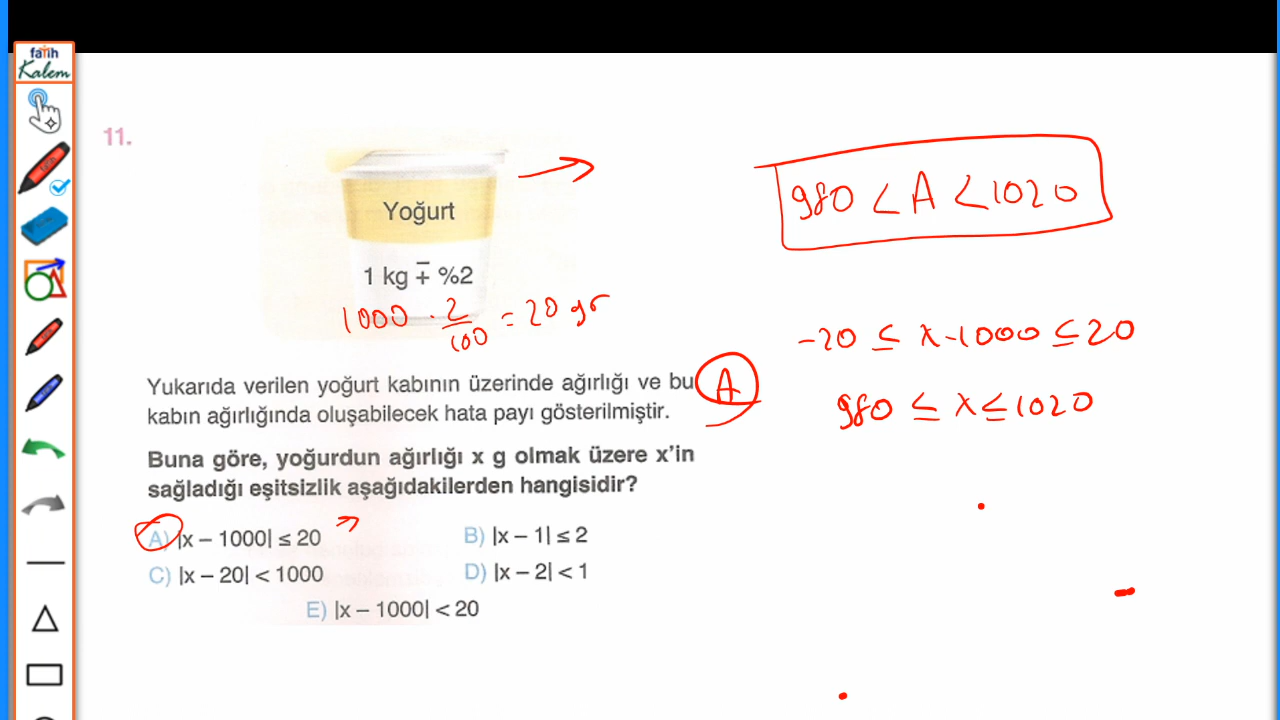 fatih
Kalem
11.
Yoğurt
1 kg ∓ %2
1000 . 2/100 = 20 gr
Yukarıda verilen yoğurt kabının üzerinde ağırlığı ve bu
kabın ağırlığında oluşabilecek hata payı gösterilmiştir.
Buna göre, yoğurdun ağırlığı x g olmak üzere x'in
sağladığı eşitsizlik aşağıdakilerden hangisidir?
A) |x – 1000| ≤ 20
B) |x – 1| ≤ 2
C) |x – 20| < 1000
D) |x – 2| < 1
E) |x – 1000| < 20
A
980 < A < 1020
-20 ≤ x-1000 ≤ 20
980 ≤ x ≤ 1020